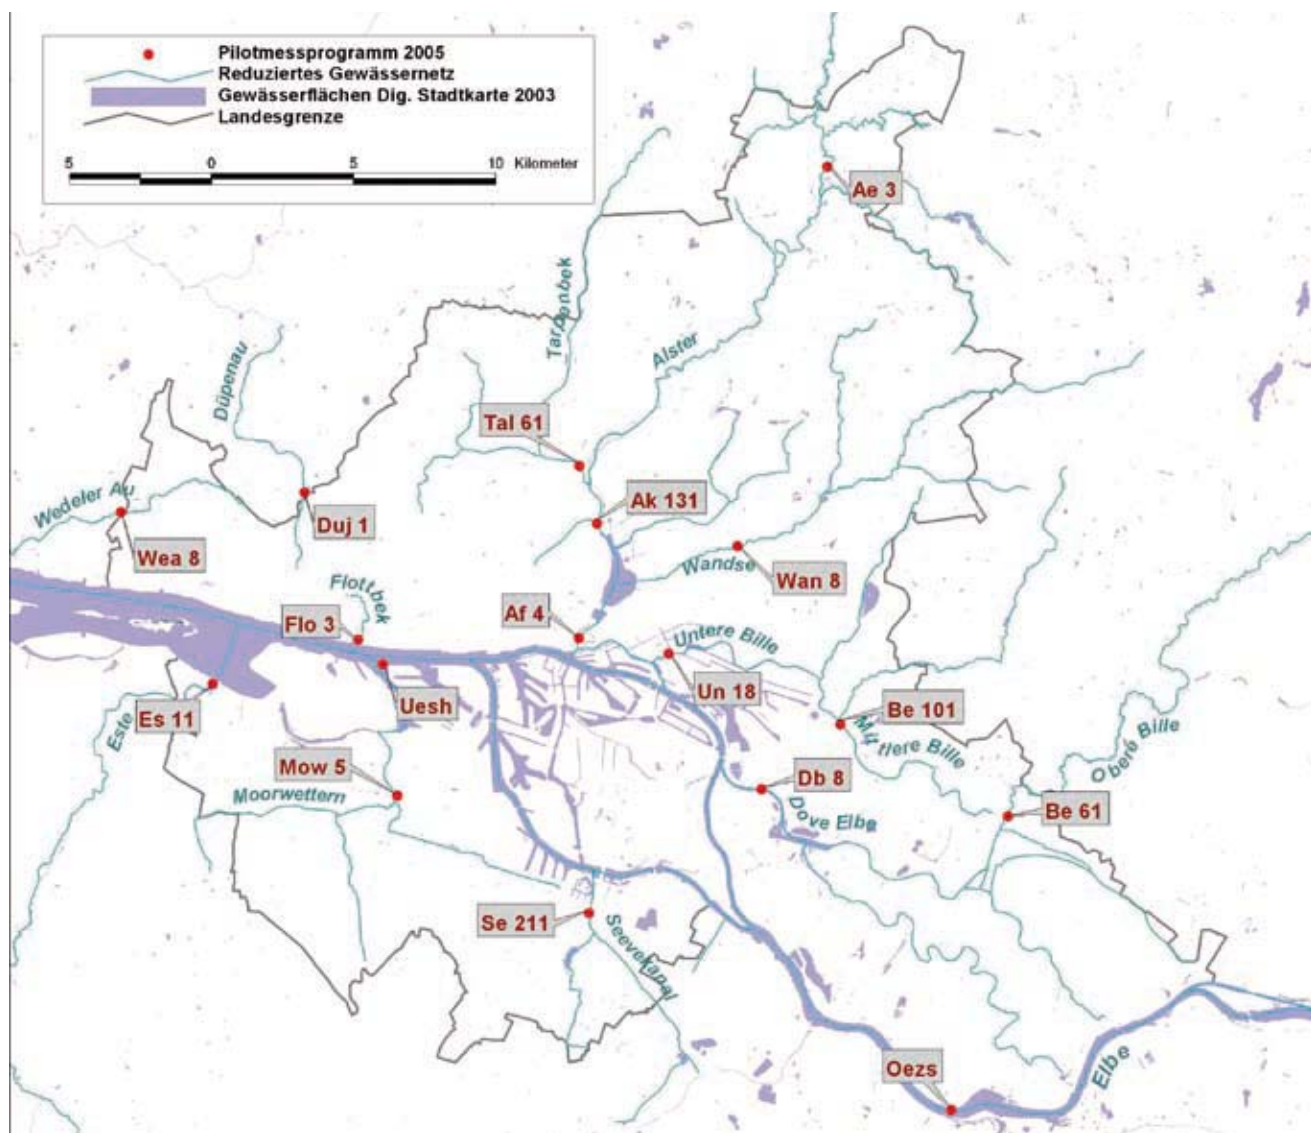 Pilotmessprogramm 2005
Reduziertes Gewässernetz
Gewässerflächen Dig. Stadtkarte 2003
Landesgrenze
5 0 5 10 Kilometer
Ae 3
Tarpenbek
Alster
Düpenau
Tal 61
Wedeler Au
Ak 131
Duj 1
Wea 8
Wandse
Wan 8
Flottbek
Flo 3
Af 4
Untere Bille
Un 18
Uesh
Es 11
Be 101
Este
Mittlere Bille
Obere Bille
Mow 5
Moorwettern
Db 8
Dove Elbe
Be 61
Se 211
Seevekanal
Oezs
Elbe